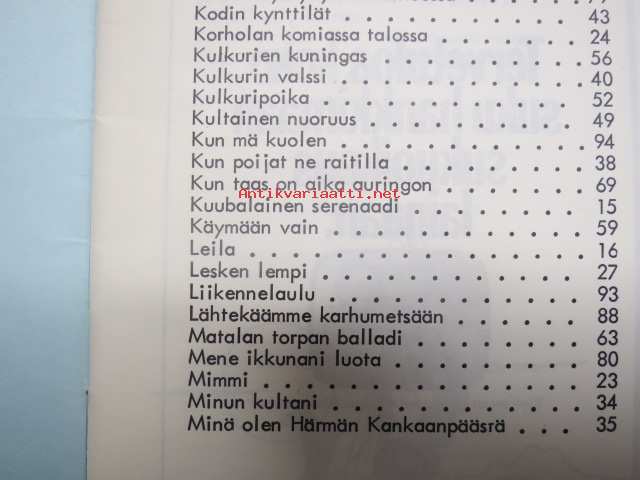 Kodin kynttilät . . . . . . . . . . . . 43
Korholan komiassa talossa . . . . . . . 24
Kulkurien kuningas . . . . . . . . . . 56
Kulkurin valssi . . . . . . . . . . . . 40
Kulkuripoika . . . . . . . . . . . . . 52
Kultainen nuoruus . . . . . . . . . . . 49
Kun mä kuolen . . . . . . . . . . . . 94
Kun poijat ne raitilla . . . . . . . . . 38
Kun taas on aika auringon . . . . . . . 69
Antikvariaatti.net
Kuubalainen serenaadi . . . . . . . . . 15
Käymään vain . . . . . . . . . . . . . 59
Leila . . . . . . . . . . . . . . . . . 16
Lesken lempi . . . . . . . . . . . . . 27
Liikennelaulu . . . . . . . . . . . . . 93
Lähtekäämme karhumetsään . . . . . . 88
Matalan torpan balladi . . . . . . . . . 63
Mene ikkunani luota . . . . . . . . . . 80
Mimmi . . . . . . . . . . . . . . . . 23
Minun kultani . . . . . . . . . . . . . 34
Minä olen Härmän Kankaanpääsrä . . . 35